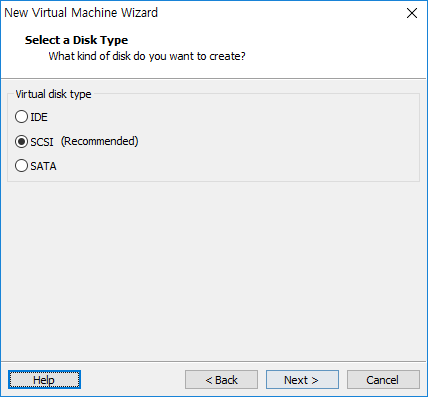 New Virtual Machine Wizard
Select a Disk Type
What kind of disk do you want to create?
Virtual disk type
IDE
SCSI (Recommended)
SATA
Help < Back Next > Cancel